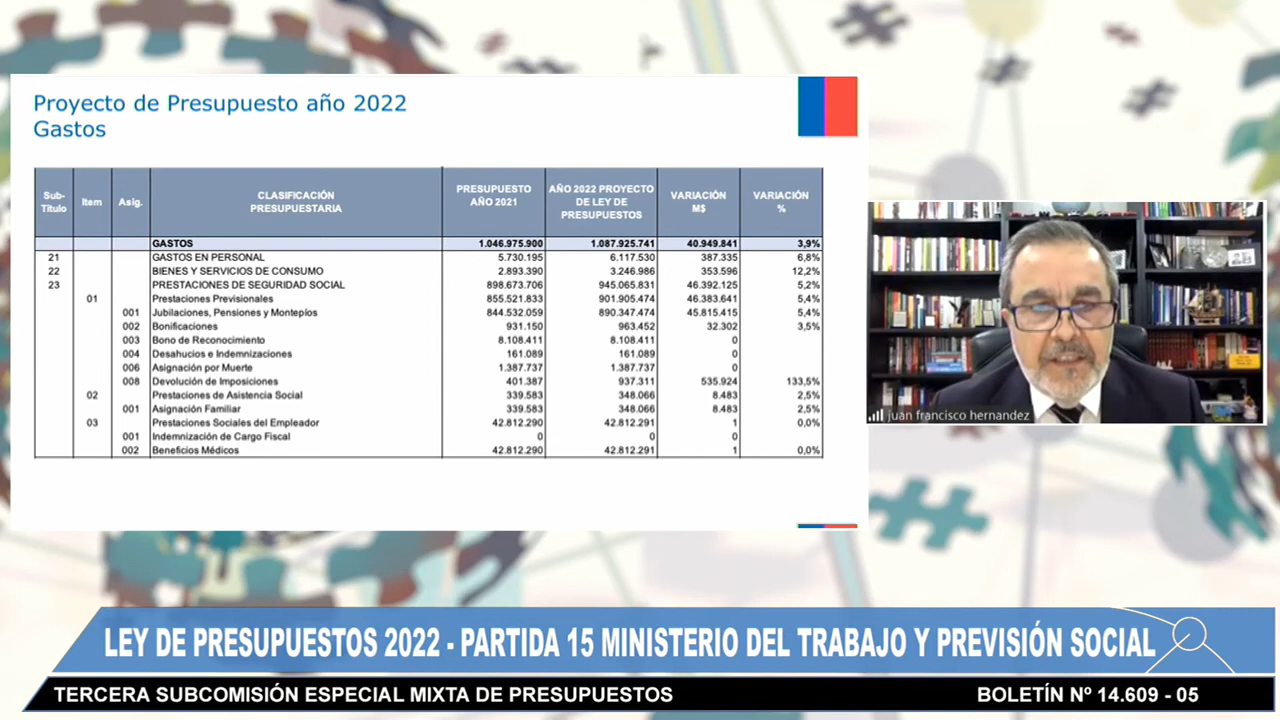 Proyecto de Presupuesto año 2022
Gastos
Sub-Título Item Asig. CLASIFICACIÓN PRESUPUESTARIA PRESUPUESTO AÑO 2021 AÑO 2022 PROYECTO DE LEY DE PRESUPUESTOS VARIACIÓN M$ VARIACIÓN %
GASTOS 1.046.975.900 1.087.925.741 40.949.841 3,9%
21 GASTOS EN PERSONAL 5.730.195 6.117.530 387.335 6,8%
22 BIENES Y SERVICIOS DE CONSUMO 2.893.390 3.246.986 353.596 12,2%
23 PRESTACIONES DE SEGURIDAD SOCIAL 898.673.706 945.065.831 46.392.125 5,2%
01 Prestaciones Previsionales 855.521.833 901.905.474 46.383.641 5,4%
001 Jubilaciones, Pensiones y Montepíos 844.532.059 890.347.474 45.815.415 5,4%
002 Bonificaciones 931.150 963.452 32.302 3,5%
003 Bono de Reconocimiento 8.108.411 8.108.411 0
004 Desahucios e Indemnizaciones 161.089 161.089 0
006 Asignación por Muerte 1.387.737 1.387.737 0
008 Devolución de Imposiciones 401.387 937.311 535.924 133,5%
02 Prestaciones de Asistencia Social 339.583 348.066 8.483 2,5%
001 Asignación Familiar 339.583 348.066 8.483 2,5%
03 Prestaciones Sociales del Empleador 42.812.290 42.812.291 1 0,0%
001 Indemnización de Cargo Fiscal 0 0 0
002 Beneficios Médicos 42.812.290 42.812.291 1 0,0%
juan francisco hernandez
LEY DE PRESUPUESTOS 2022 - PARTIDA 15 MINISTERIO DEL TRABAJO Y PREVISIÓN SOCIAL
TERCERA SUBCOMISIÓN ESPECIAL MIXTA DE PRESUPUESTOS BOLETÍN Nº 14.609 - 05